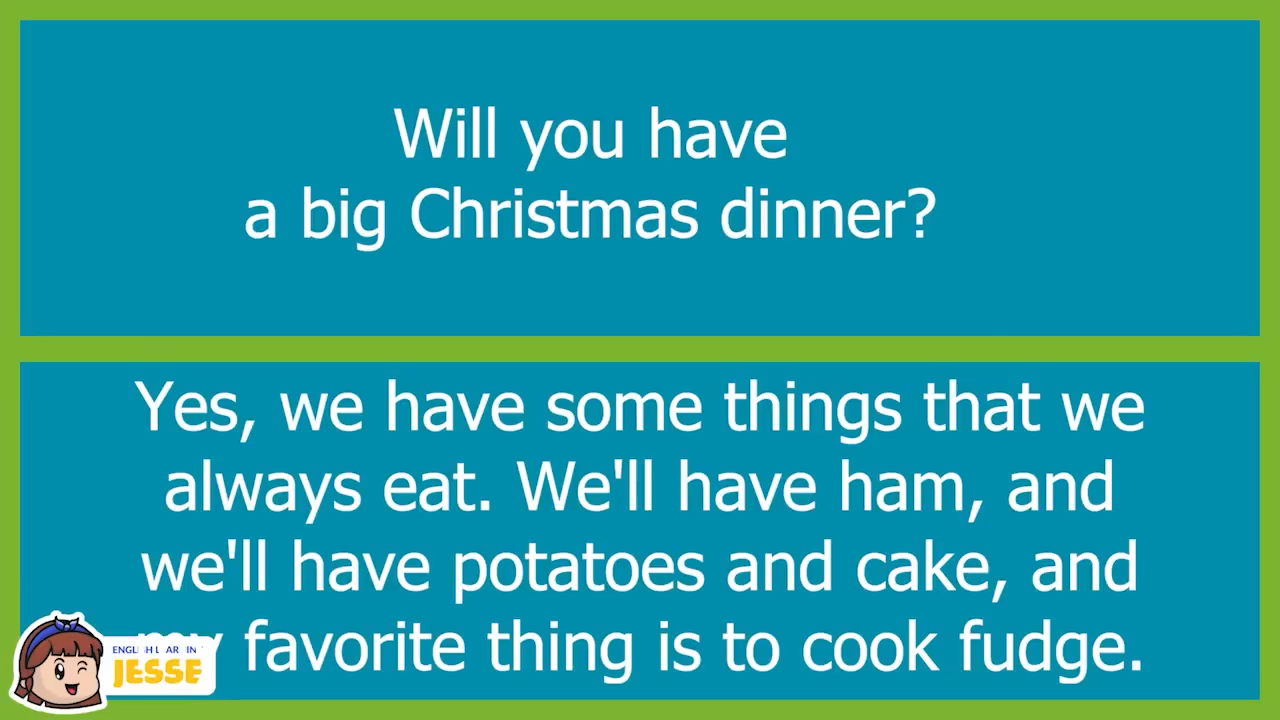 Will you have
a big Christmas dinner?
Yes, we have some things that we
always eat. We'll have ham, and
we'll have potatoes and cake, and
my favorite thing is to cook fudge.
JESSE